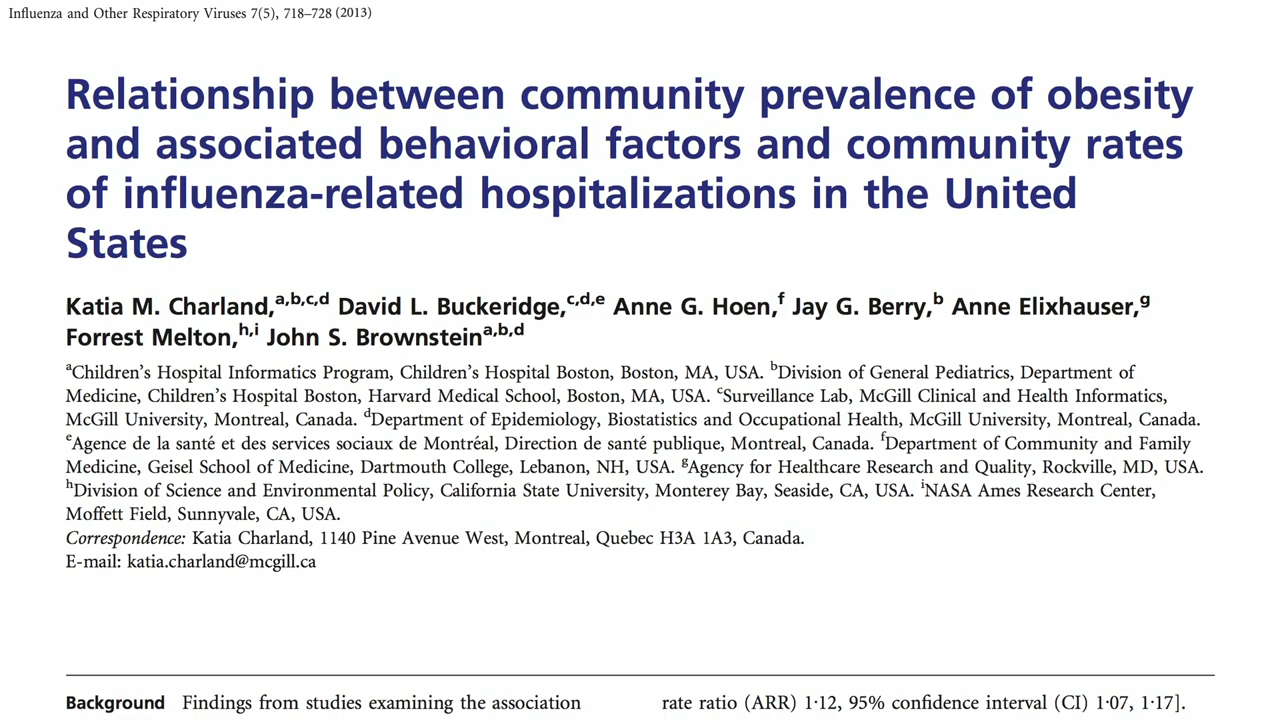 Influenza and Other Respiratory Viruses 7(5), 718–728 (2013)
Relationship between community prevalence of obesity
and associated behavioral factors and community rates
of influenza-related hospitalizations in the United
States
Katia M. Charland,a,b,c,d David L. Buckeridge,c,d,e Anne G. Hoen,f Jay G. Berry,b Anne Elixhauser,g
Forrest Melton,h,i John S. Brownsteina,b,d
aChildren's Hospital Informatics Program, Children's Hospital Boston, Boston, MA, USA. bDivision of General Pediatrics, Department of
Medicine, Children's Hospital Boston, Harvard Medical School, Boston, MA, USA. cSurveillance Lab, McGill Clinical and Health Informatics,
McGill University, Montreal, Canada. dDepartment of Epidemiology, Biostatistics and Occupational Health, McGill University, Montreal, Canada.
eAgence de la santé et des services sociaux de Montréal, Direction de santé publique, Montreal, Canada. fDepartment of Community and Family
Medicine, Geisel School of Medicine, Dartmouth College, Lebanon, NH, USA. gAgency for Healthcare Research and Quality, Rockville, MD, USA.
hDivision of Science and Environmental Policy, California State University, Monterey Bay, Seaside, CA, USA. iNASA Ames Research Center,
Moffett Field, Sunnyvale, CA, USA.
Correspondence: Katia Charland, 1140 Pine Avenue West, Montreal, Quebec H3A 1A3, Canada.
E-mail: katia.charland@mcgill.ca
Background Findings from studies examining the association
rate ratio (ARR) 1·12, 95% confidence interval (CI) 1·07, 1·17].